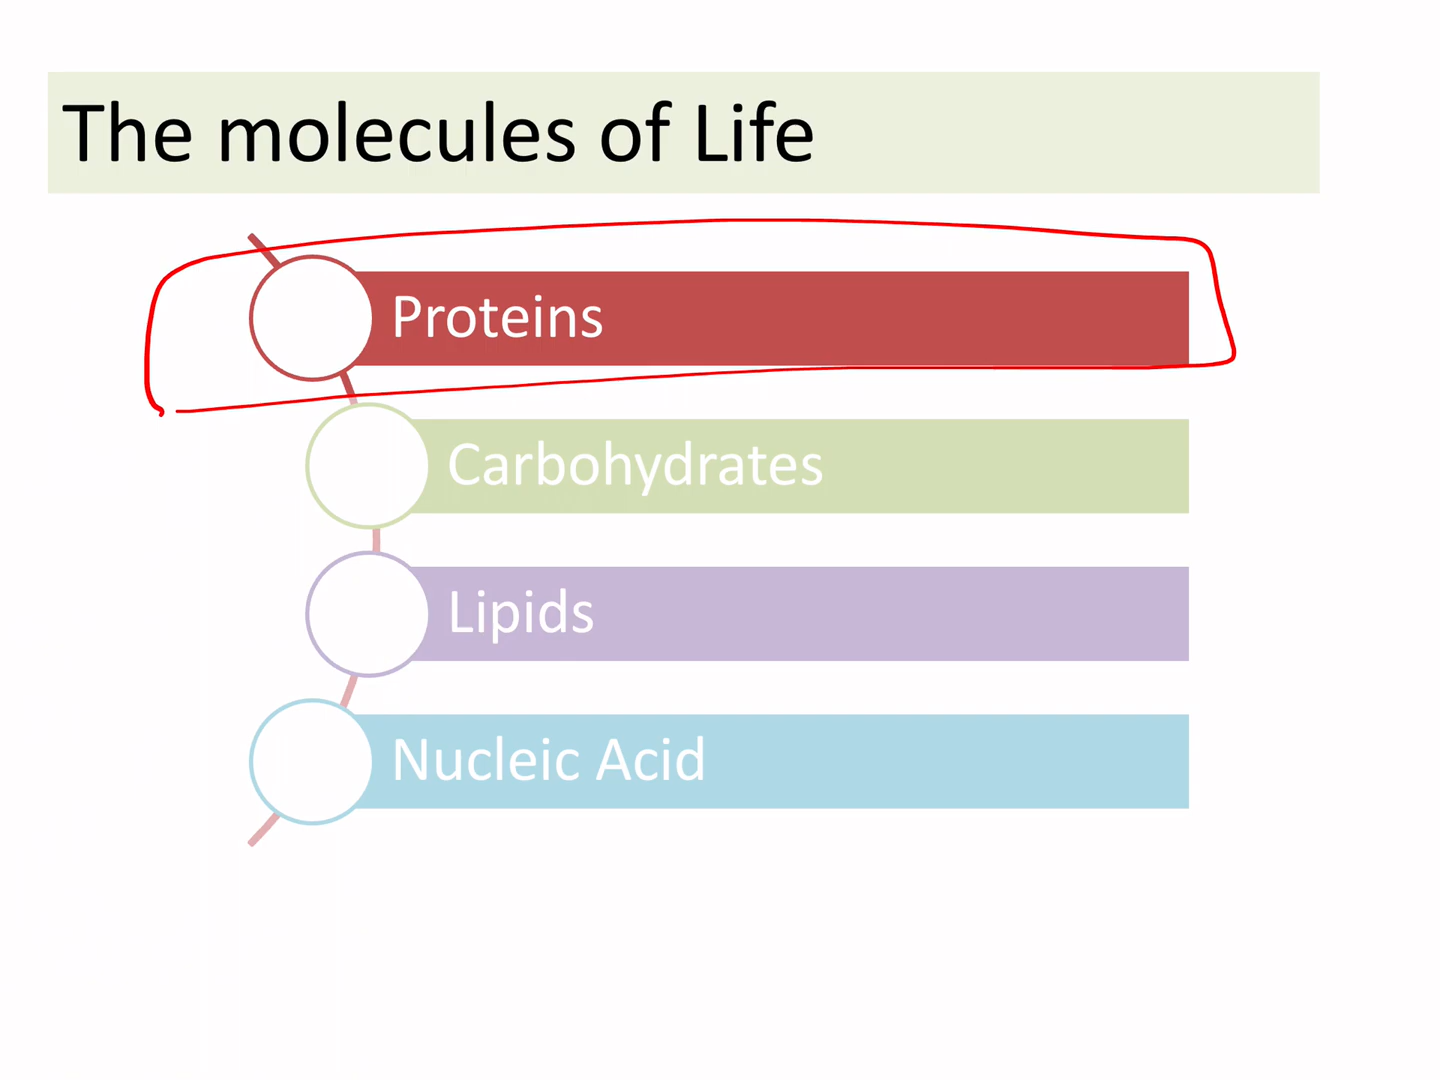 The molecules of Life
Proteins
Carbohydrates
Lipids
Nucleic Acid